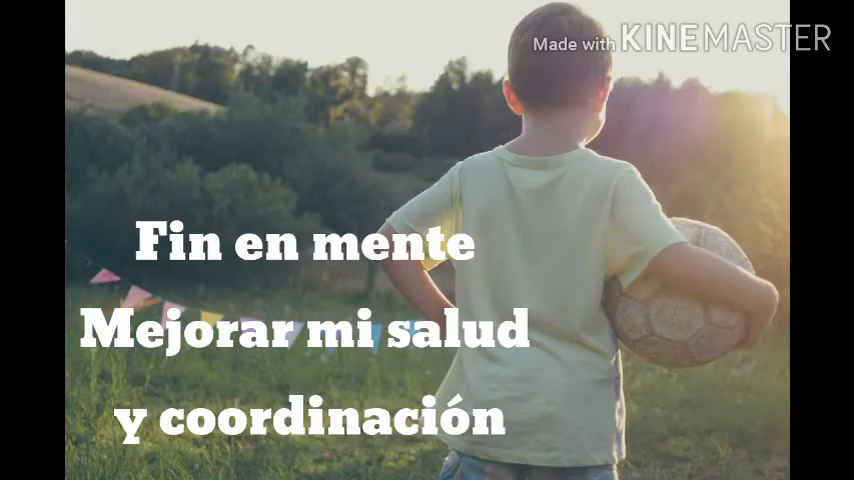 Made with KINEMASTER
Fin en mente
Mejorar mi salud
y coordinación